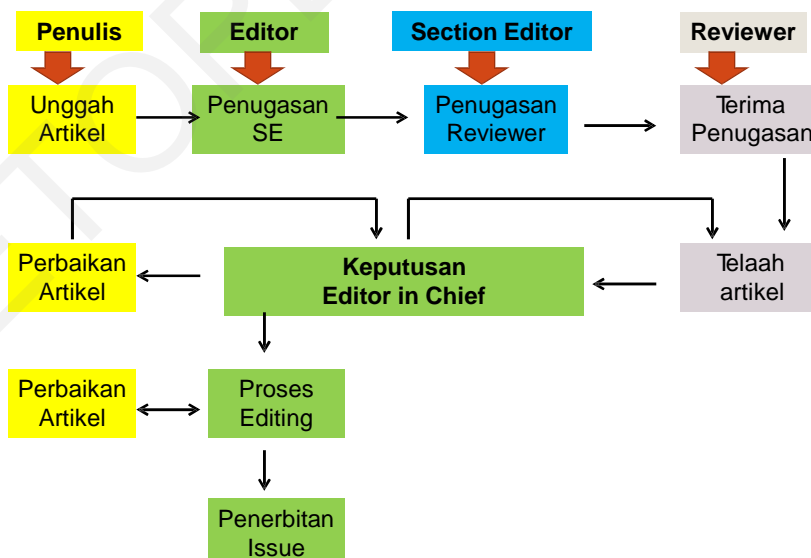 Penulis
Editor
Section Editor
Reviewer
Unggah
Artikel
Penugasan
SE
Penugasan
Reviewer
Terima
Penugasan
Perbaikan
Artikel
Keputusan
Editor in Chief
Telaah
artikel
Perbaikan
Artikel
Proses
Editing
Penerbitan
Issue